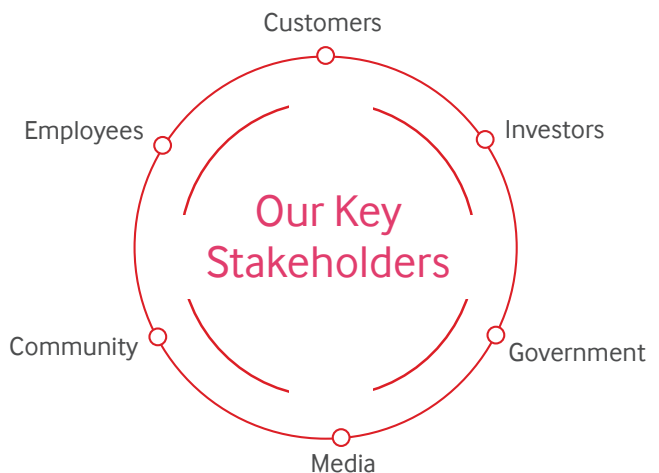 Customers
Employees
Investors
Our Key
Stakeholders
Community
Government
Media